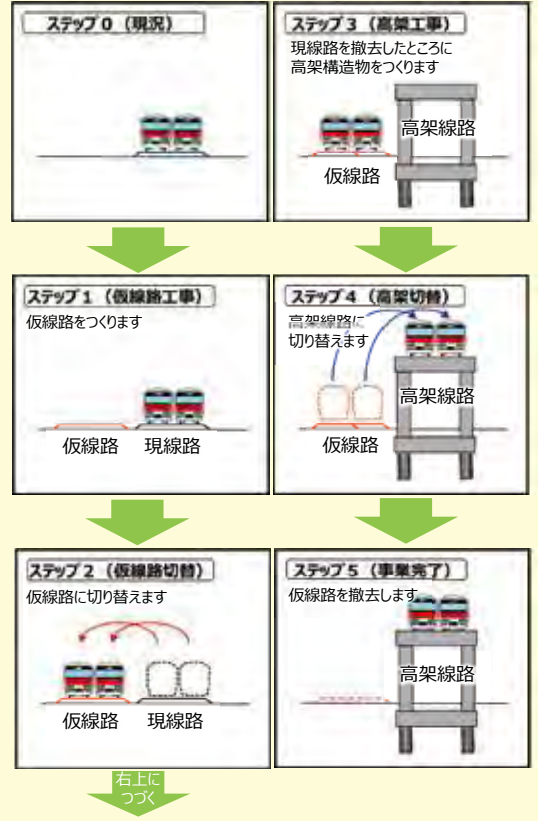 ステップ0（現況）
ステップ1（仮線路工事）
仮線路をつくります
仮線路
現線路
ステップ2（仮線路切替）
仮線路に切り替えます
仮線路
現線路
右上に
つづく
ステップ3（高架工事）
現線路を撤去したところに
高架構造物をつくります
高架線路
仮線路
ステップ4（高架切替）
高架線路に
切り替えます
高架線路
仮線路
ステップ5（事業完了）
仮線路を撤去します
高架線路